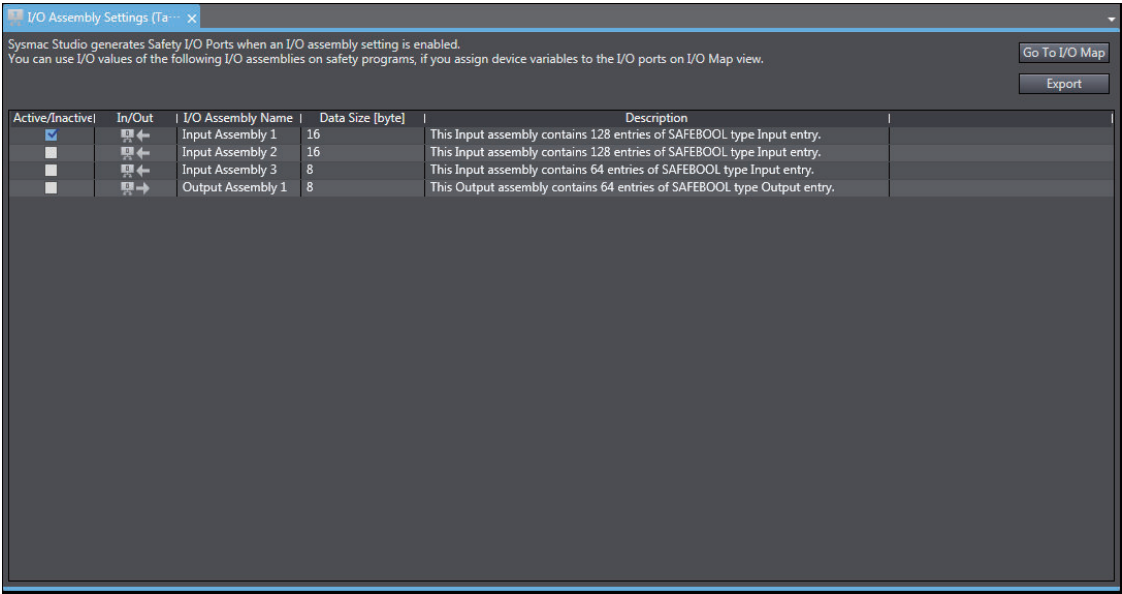 I/O Assembly Settings (Ta···
Sysmac Studio generates Safety I/O Ports when an I/O assembly setting is enabled.
You can use I/O values of the following I/O assemblies on safety programs, if you assign device variables to the I/O ports on I/O Map view.
Go To I/O Map
Export
Active/Inactive In/Out I/O Assembly Name Data Size [byte] Description
Input Assembly 1 16 This Input assembly contains 128 entries of SAFEBOOL type Input entry.
Input Assembly 2 16 This Input assembly contains 128 entries of SAFEBOOL type Input entry.
Input Assembly 3 8 This Input assembly contains 64 entries of SAFEBOOL type Input entry.
Output Assembly 1 8 This Output assembly contains 64 entries of SAFEBOOL type Output entry.